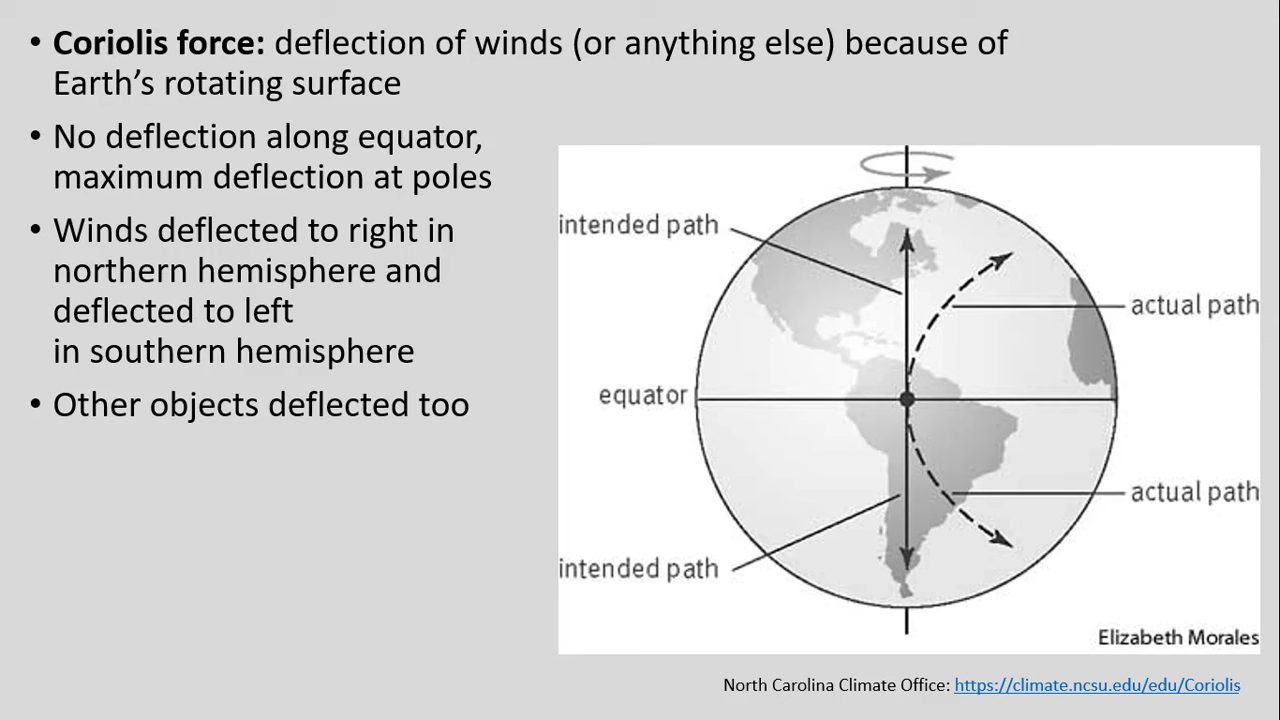 • Coriolis force: deflection of winds (or anything else) because of
Earth’s rotating surface
• No deflection along equator,
maximum deflection at poles
• Winds deflected to right in
northern hemisphere and
deflected to left
in southern hemisphere
• Other objects deflected too
intended path
actual path
equator
actual path
intended path
Elizabeth Morales
North Carolina Climate Office: https://climate.ncsu.edu/edu/Coriolis